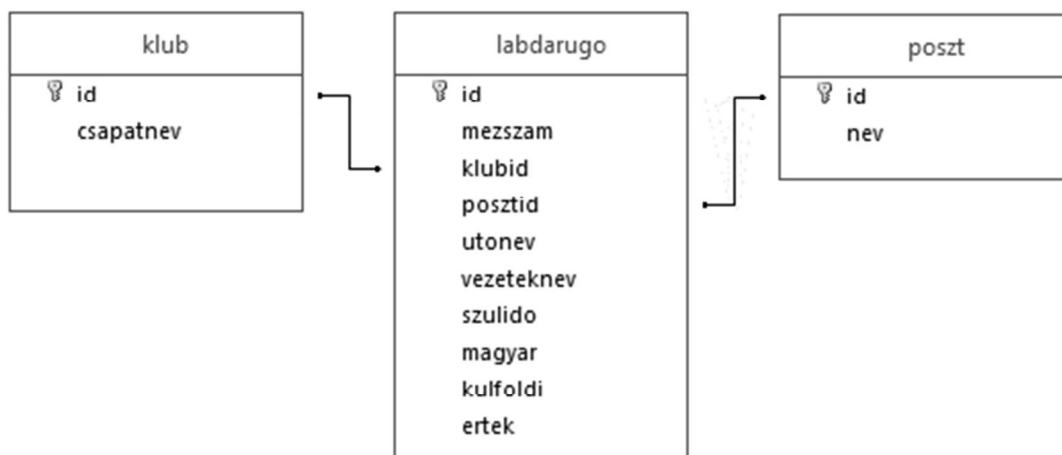 klub
id
csapatnev
labdarugo
id
mezszam
klubid
posztid
utonev
vezeteknev
szulido
magyar
kulfoldi
ertek
poszt
id
nev